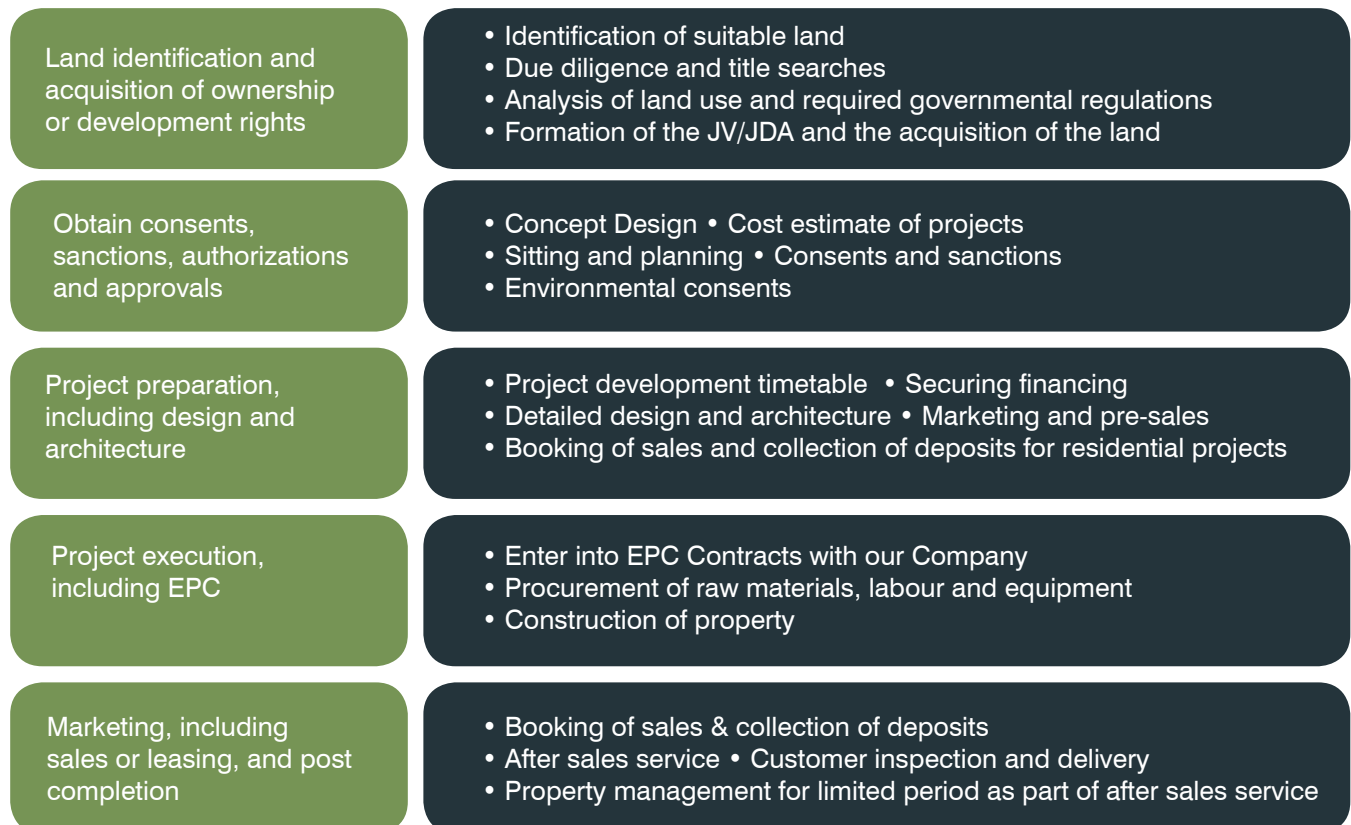 Land identification and
acquisition of ownership
or development rights
• Identification of suitable land
• Due diligence and title searches
• Analysis of land use and required governmental regulations
• Formation of the JV/JDA and the acquisition of the land
Obtain consents,
sanctions, authorizations
and approvals
• Concept Design • Cost estimate of projects
• Sitting and planning • Consents and sanctions
• Environmental consents
Project preparation,
including design and
architecture
• Project development timetable • Securing financing
• Detailed design and architecture • Marketing and pre-sales
• Booking of sales and collection of deposits for residential projects
Project execution,
including EPC
• Enter into EPC Contracts with our Company
• Procurement of raw materials, labour and equipment
• Construction of property
Marketing, including
sales or leasing, and post
completion
• Booking of sales & collection of deposits
• After sales service • Customer inspection and delivery
• Property management for limited period as part of after sales service